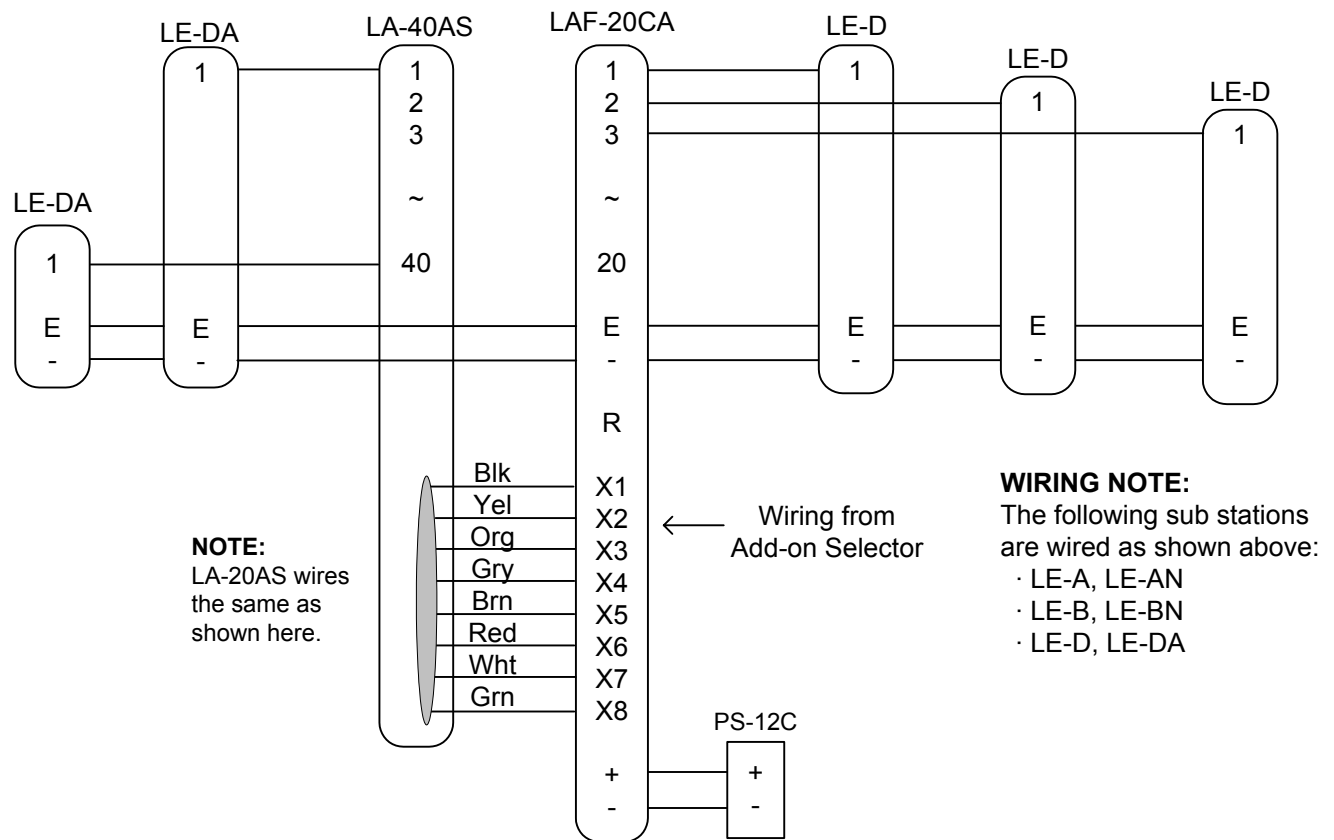 LE-DA
LA-40AS
LAF-20CA
LE-D
LE-D
LE-D
LE-DA
1
1
1
1
1
1
1
2
2
3
3
~
~
40
20
E
E
E
E
E
E
-
-
-
-
-
-
R
Blk
X1
Yel
X2
Org
X3
Gry
X4
Brn
X5
Red
X6
Wht
X7
Grn
X8
+
-
NOTE:
LA-20AS wires
the same as
shown here.
Wiring from
Add-on Selector
WIRING NOTE:
The following sub stations
are wired as shown above:
· LE-A, LE-AN
· LE-B, LE-BN
· LE-D, LE-DA
PS-12C
+
-